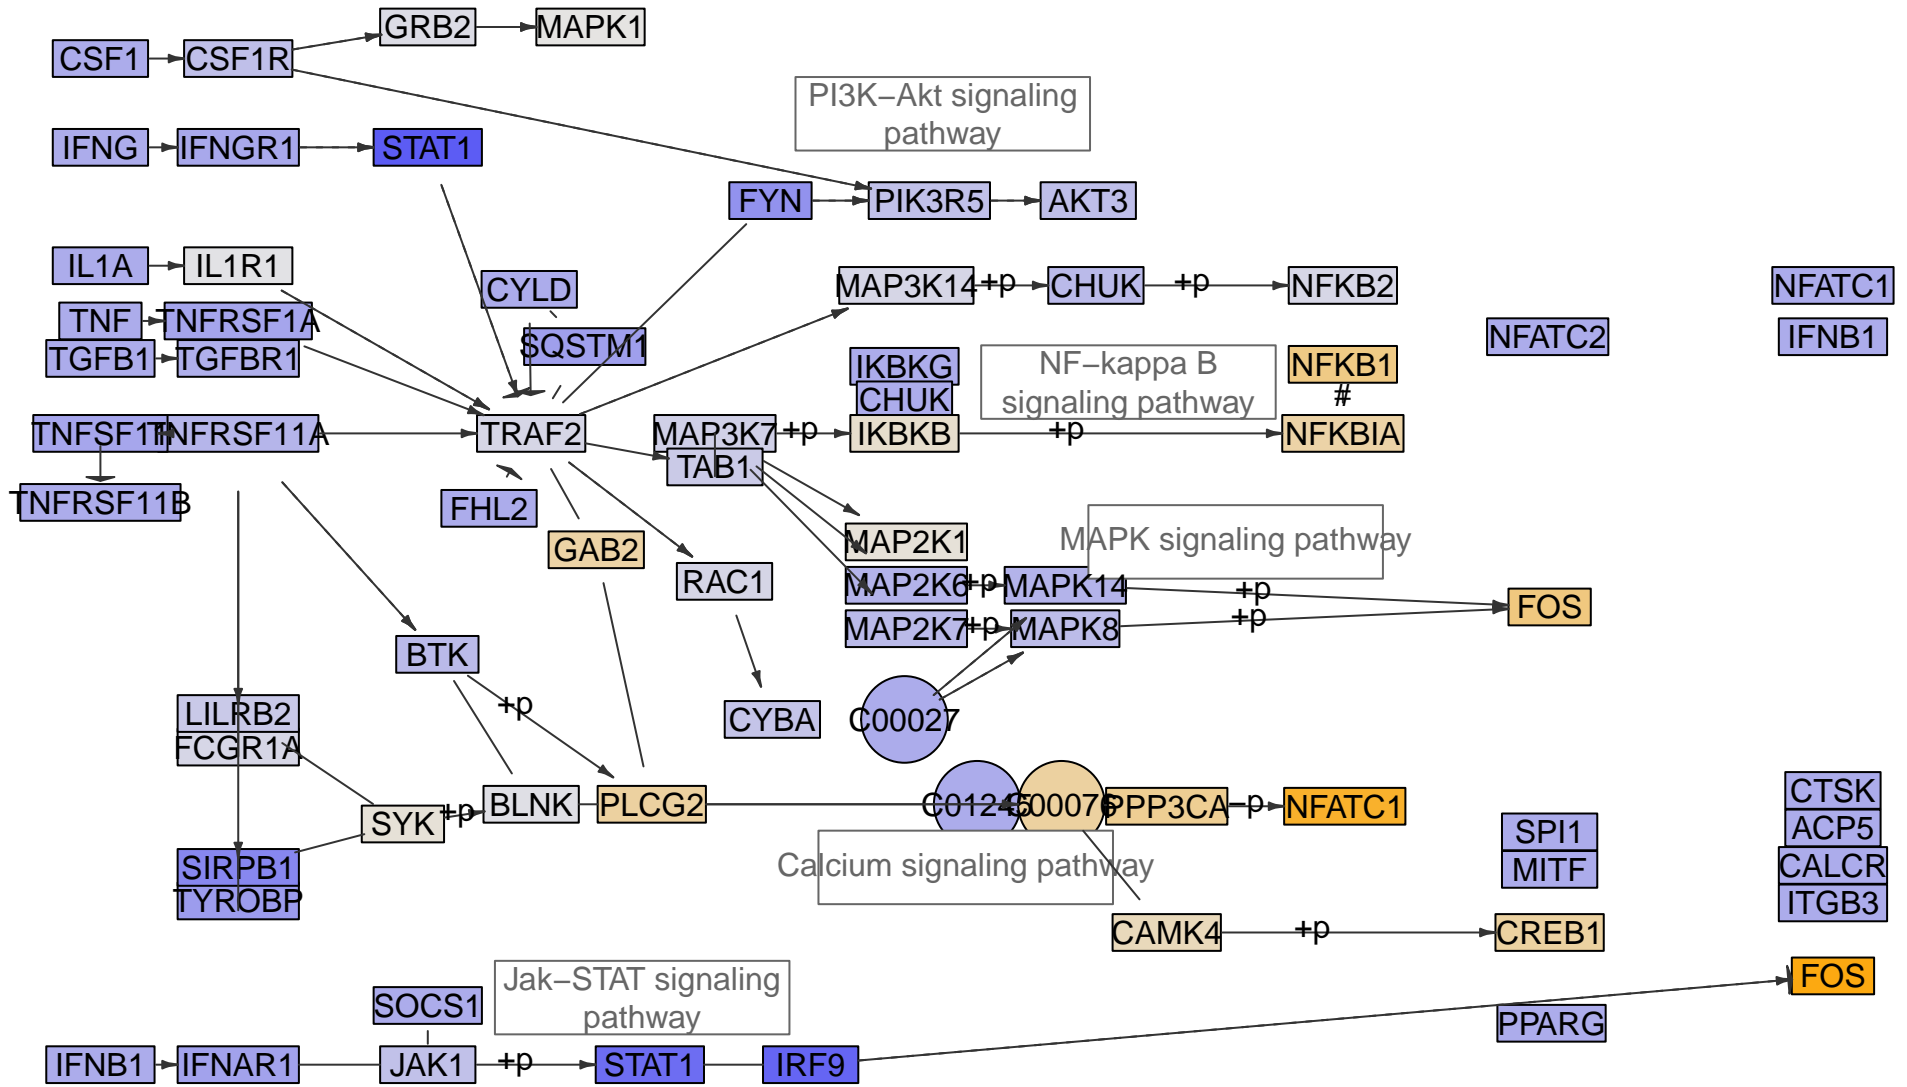 GRB2
MAPK1
CSF1
CSF1R
PI3K−Akt signaling
pathway
IFNG
IFNGR1
STAT1
FYN
PIK3R5
AKT3
IL1A
IL1R1
CYLD
MAP3K14
+p
CHUK
+p
NFKB2
NFATC1
TNF
TNFRSF1A
SQSTM1
NFATC2
IFNB1
TGFB1
TGFBR1
IKBKG
NF−kappa B
signaling pathway
NFKB1
#
CHUK
TNFRSF11A
TRAF2
MAP3K7
+p
IKBKB
+p
NFKBIA
TAB1
TNFRSF11B
FHL2
GAB2
MAP2K1
MAPK signaling pathway
RAC1
MAP2K6
+p
MAPK14
+p
FOS
MAP2K7
+p
MAPK8
+p
BTK
+p
LILRB2
FCGR1A
CYBA
C00027
SYK
+p
BLNK
PLCG2
C00076
PPP3CA
−p
NFATC1
CTSK
SPI1
ACP5
SIRPB1
TYROBP
Calcium signaling pathway
MITF
CALCR
ITGB3
CAMK4
+p
CREB1
Jak−STAT signaling
pathway
FOS
SOCS1
PPARG
IFNB1
IFNAR1
JAK1
+p
STAT1
IRF9